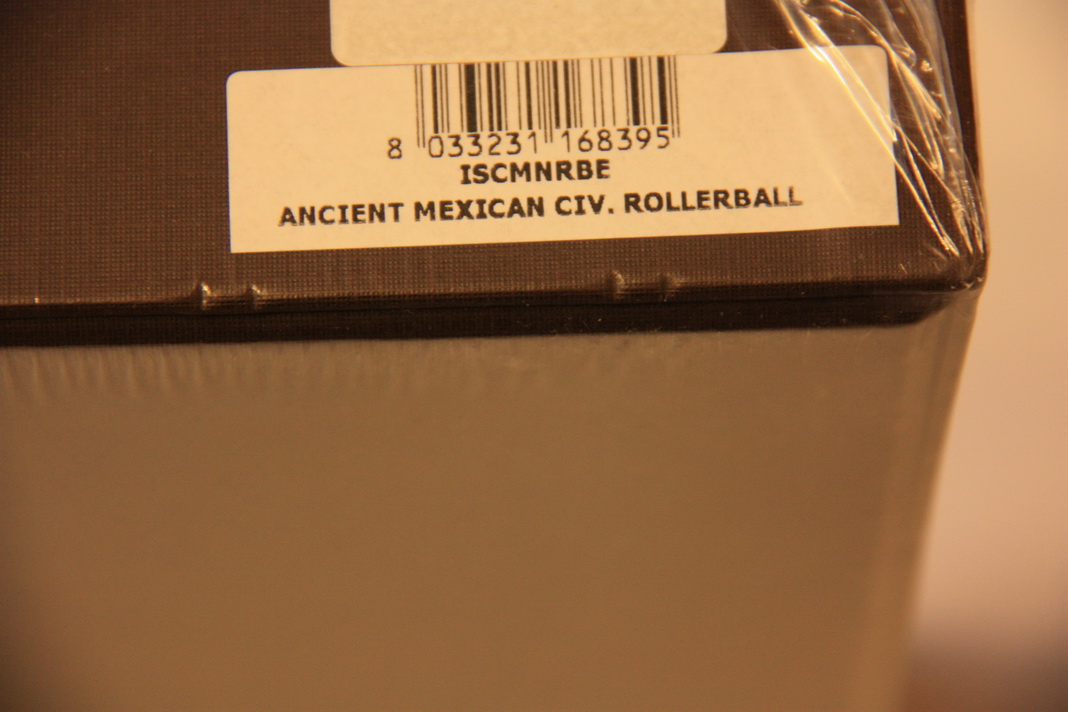 8 033231 168395
ISCMNRBE
ANCIENT MEXICAN CIV. ROLLERBALL